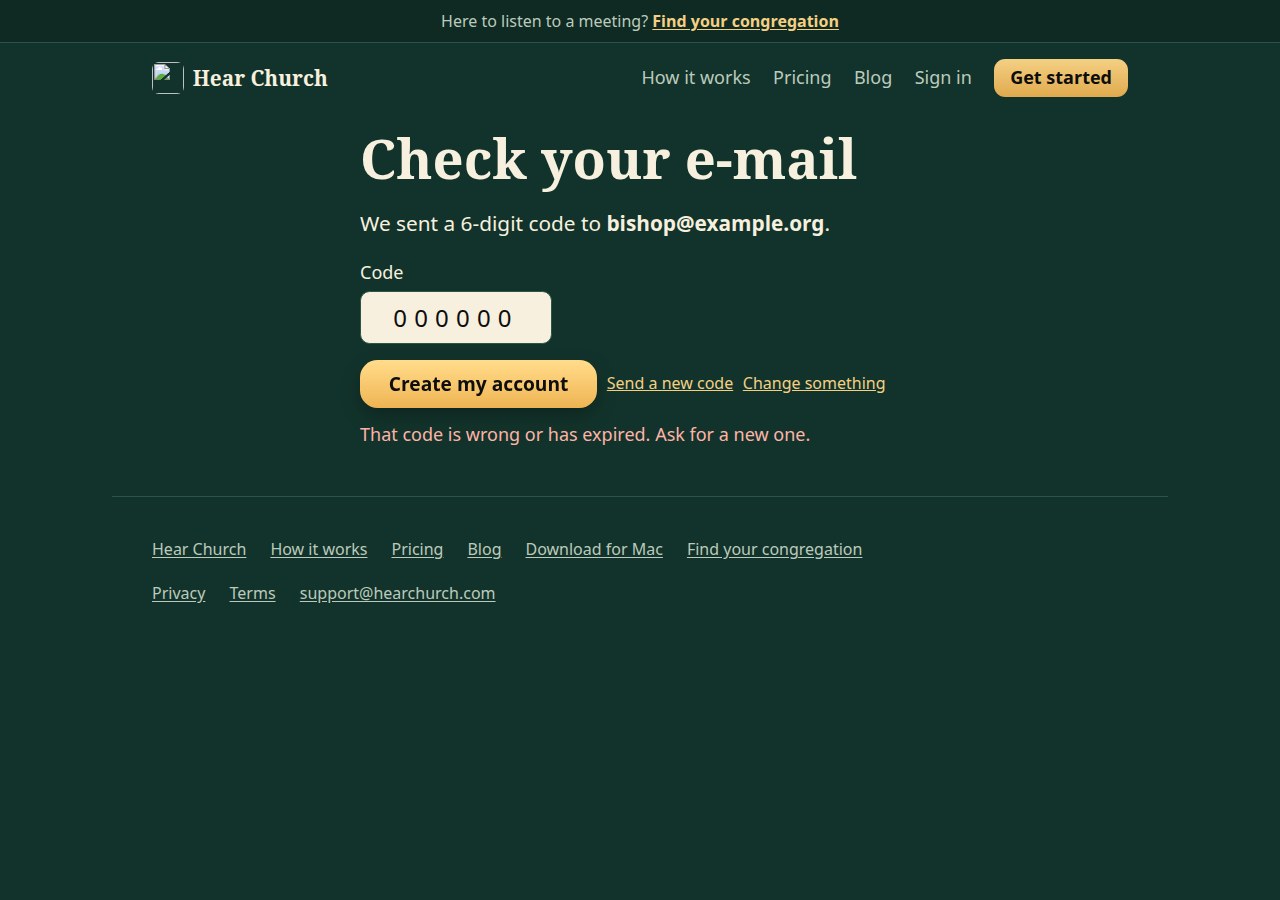 Here to listen to a meeting? Find your congregation
Hear Church
How it works Pricing Blog Sign in Get started
Check your e-mail
We sent a 6-digit code to bishop@example.org.
Code
000000
Create my account Send a new code Change something
That code is wrong or has expired. Ask for a new one.
Hear Church How it works Pricing Blog Download for Mac Find your congregation
Privacy Terms support@hearchurch.com